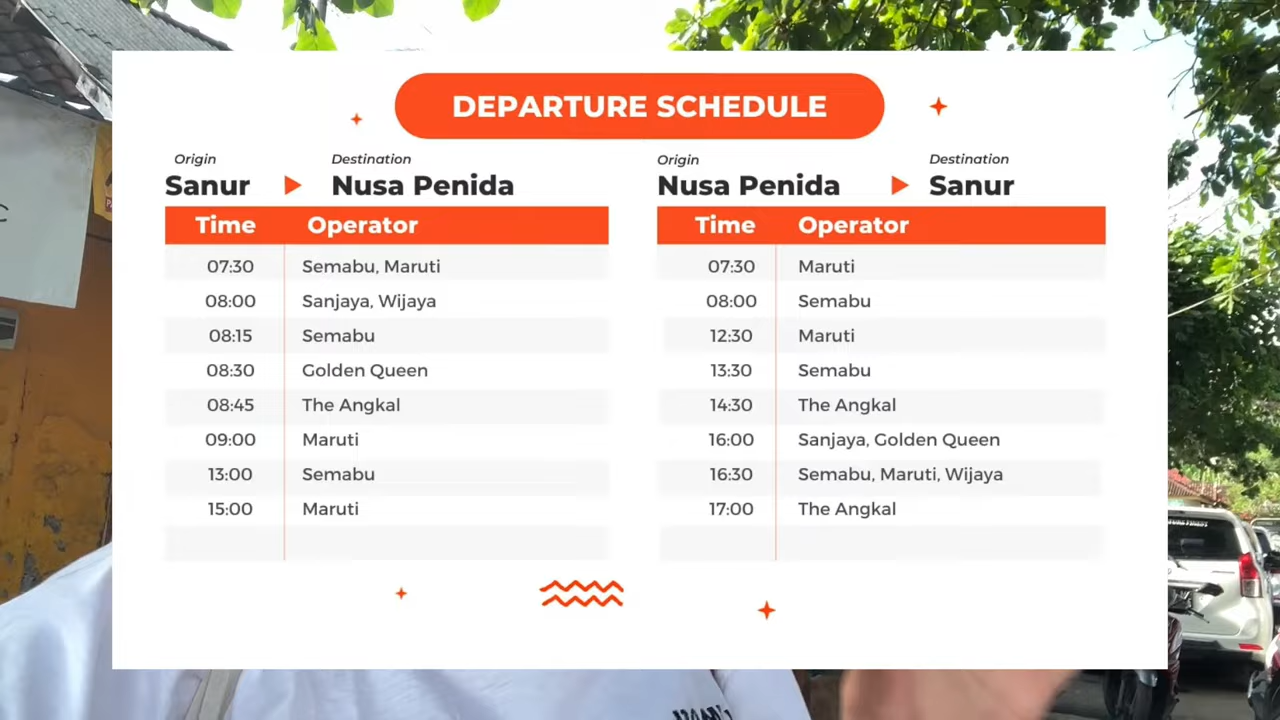 DEPARTURE SCHEDULE
Origin Destination
Sanur Nusa Penida
Time Operator
07:30 Semabu, Maruti
08:00 Sanjaya, Wijaya
08:15 Semabu
08:30 Golden Queen
08:45 The Angkal
09:00 Maruti
13:00 Semabu
15:00 Maruti
Origin Destination
Nusa Penida Sanur
Time Operator
07:30 Maruti
08:00 Semabu
12:30 Maruti
13:30 Semabu
14:30 The Angkal
16:00 Sanjaya, Golden Queen
16:30 Semabu, Maruti, Wijaya
17:00 The Angkal